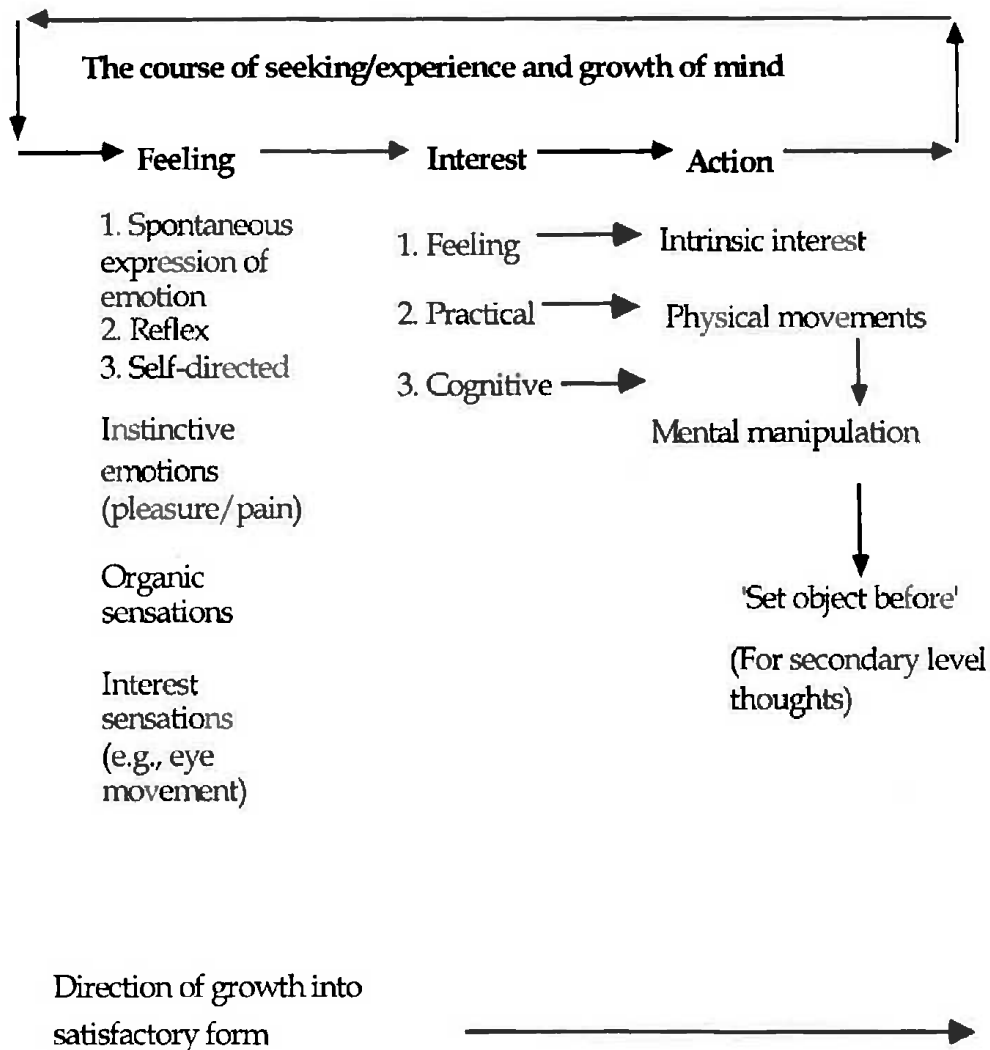 The course of seeking/experience and growth of mind
Feeling Interest Action
1. Spontaneous
expression of
emotion
2. Reflex
3. Self-directed
Instinctive
emotions
(pleasure/pain)
Organic
sensations
Interest
sensations
(e.g., eye
movement)
1. Feeling
2. Practical
3. Cognitive
Intrinsic interest
Physical movements
Mental manipulation
'Set object before'
(For secondary level
thoughts)
Direction of growth into
satisfactory form